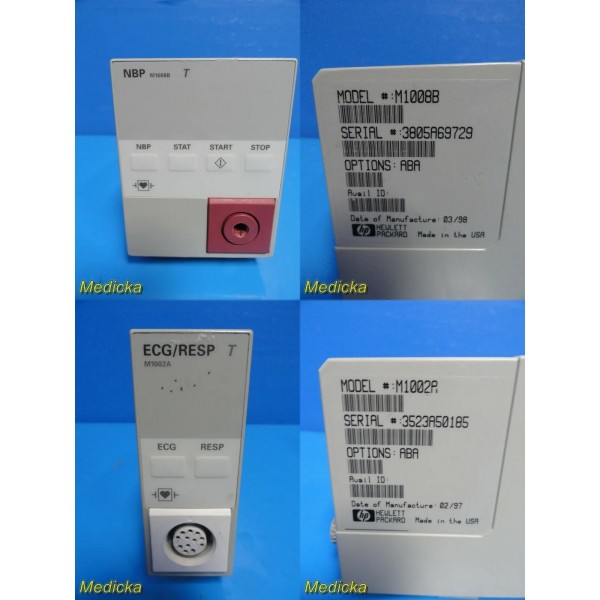 NBP M1008B T
NBP STAT START STOP
Medicka
MODEL #:M1008B
SERIAL #:3805A69729
OPTIONS: ABA
Avail ID:
Date of Manufacture: 03/98
hp HEWLETT
PACKARD Made in the USA
Medicka
ECG/RESP T
M1002A
ECG RESP
Medicka
MODEL #:M1002A
SERIAL #:3523A50185
OPTIONS: ABA
Avail ID:
Date of Manufacture: 02/97
hp HEWLETT
PACKARD Made in the USA
Medicka